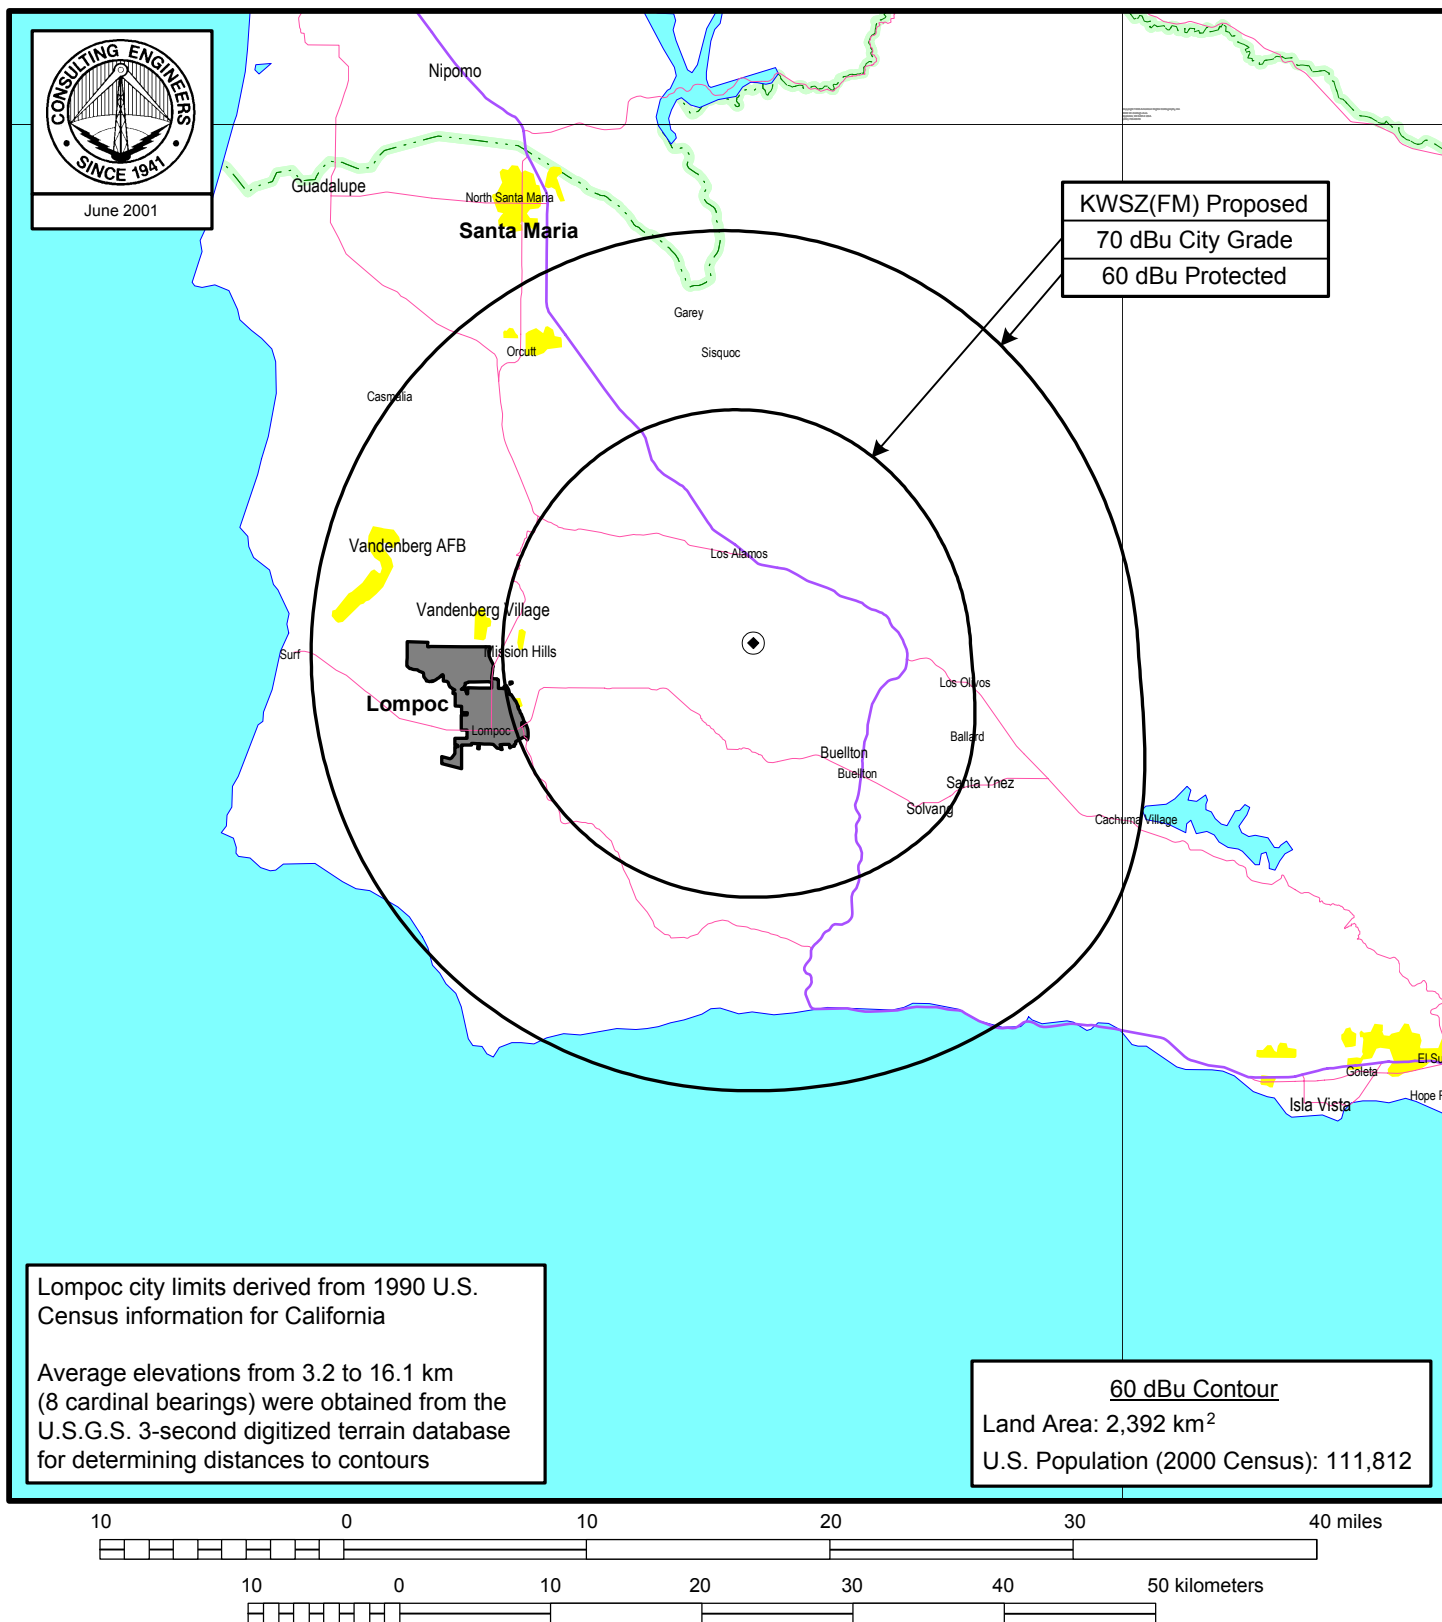 CONSULTING ENGINEERS
• SINCE 1941 •
June 2001
Nipomo
Guadalupe
North Santa Maria
Santa Maria
KWSZ(FM) Proposed
70 dBu City Grade
60 dBu Protected
Garey
Sisquoc
Orcutt
Casmalia
Vandenberg AFB
Los Alamos
Vandenberg Village
Mission Hills
Surf
Los Olivos
Lompoc
Lompoc
Ballard
Buellton
Buellton
Santa Ynez
Solvang
Cachuma Village
El Su
Goleta
Isla Vista
Hope
Lompoc city limits derived from 1990 U.S.
Census information for California
Average elevations from 3.2 to 16.1 km
(8 cardinal bearings) were obtained from the
U.S.G.S. 3-second digitized terrain database
for determining distances to contours
60 dBu Contour
Land Area: 2,392 km²
U.S. Population (2000 Census): 111,812
10 0 10 20 30 40 miles
10 0 10 20 30 40 50 kilometers